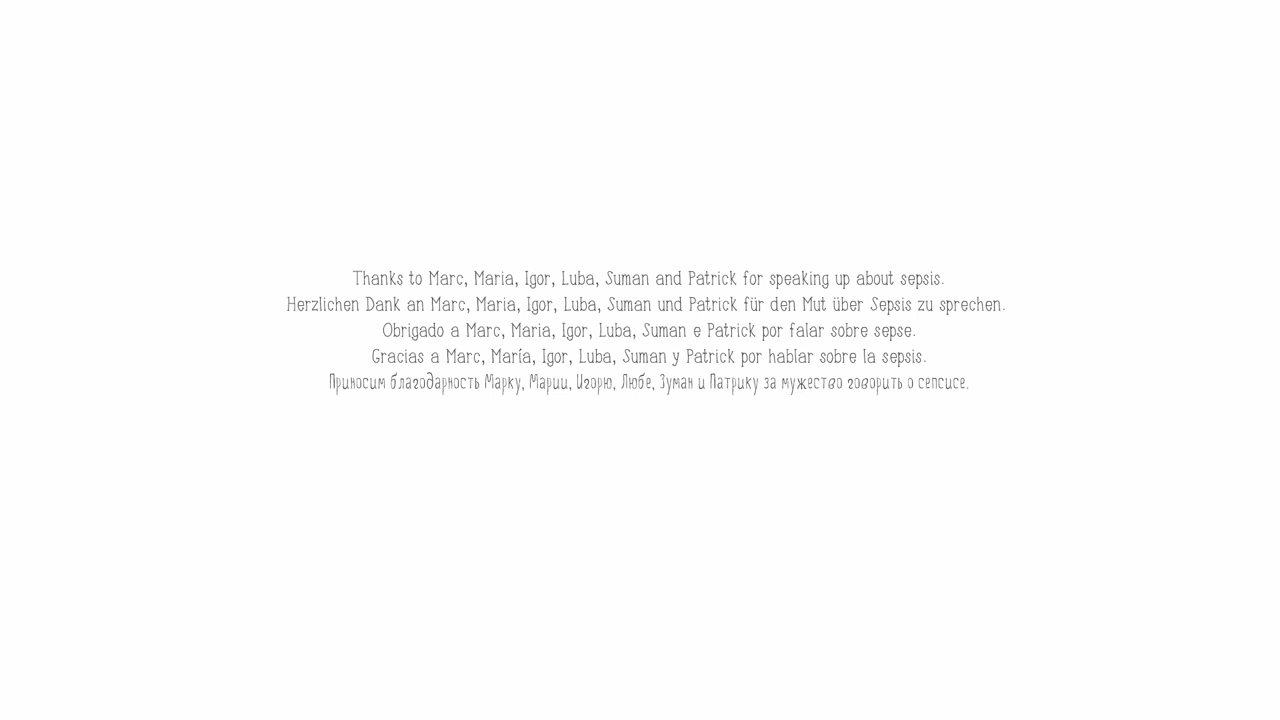 Thanks to Marc, Maria, Igor, Luba, Suman and Patrick for speaking up about sepsis.
Herzlichen Dank an Marc, Maria, Igor, Luba, Suman und Patrick für den Mut über Sepsis zu sprechen.
Obrigado a Marc, Maria, Igor, Luba, Suman e Patrick por falar sobre sepse.
Gracias a Marc, María, Igor, Luba, Suman y Patrick por hablar sobre la sepsis.
Приносим благодарность Марку, Марии, Игорю, Любе, Зуман и Патрику за мужество говорить о сепсисе.